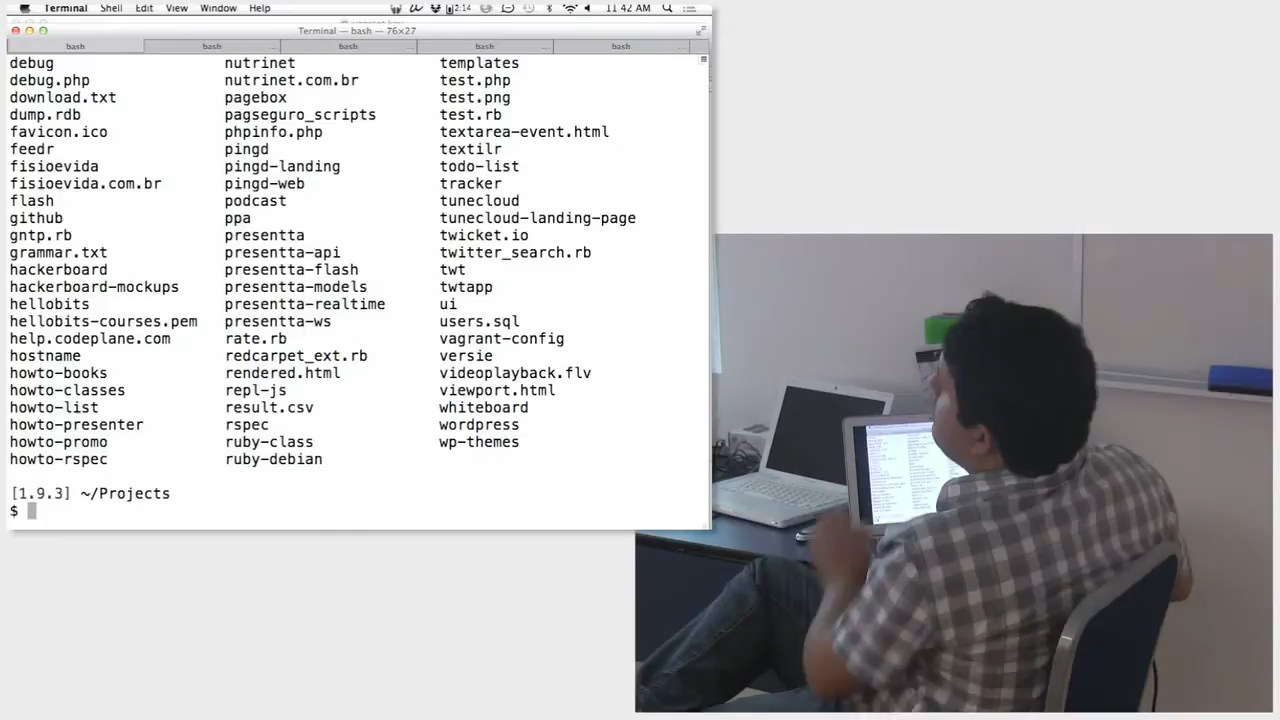 Terminal Shell Edit View Window Help 2:14 11:42 AM
Terminal — bash — 76×27
bash bash bash bash bash
debug nutrinet templates
debug.php nutrinet.com.br test.php
download.txt pagebox test.png
dump.rdb pagseguro_scripts test.rb
favicon.ico phpinfo.php textarea-event.html
feedr pingd textilr
fisioevida pingd-landing todo-list
fisioevida.com.br pingd-web tracker
flash podcast tunecloud
github ppa tunecloud-landing-page
gntp.rb presentta twicket.io
grammar.txt presentta-api twitter_search.rb
hackerboard presentta-flash twt
hackerboard-mockups presentta-models twtapp
hellobits presentta-realtime ui
hellobits-courses.pem presentta-ws users.sql
help.codeplane.com rate.rb vagrant-config
hostname redcarpet_ext.rb versie
howto-books rendered.html videoplayback.flv
howto-classes repl-js viewport.html
howto-list result.csv whiteboard
howto-presenter rspec wordpress
howto-promo ruby-class wp-themes
howto-rspec ruby-debian
[1.9.3] ~/Projects
$